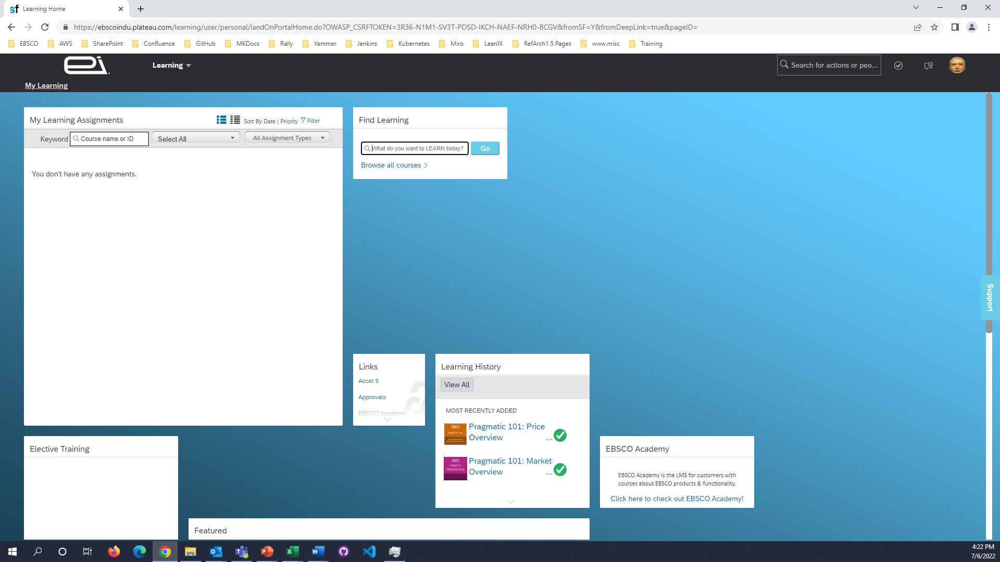 Learning Home
https://ebscoindu.plateau.com/learning/user/personal/landOnPortalHome.do?OWASP_CSRFTOKEN=3R36-N1M1-SV3T-PDSD-IKCH-NAEF-NRH0-BCGV&fromSF=Y&fromDeepLink=true&pageID=
EBSCO AWS SharePoint Confluence GitHub MKDocs Rally Yammer Jenkins Kubernetes Miro LeanIX RefArch1.5 Pages www.misc Training
ei Learning Search for actions or peo...
My Learning
My Learning Assignments Sort By Date | Priority Filter
Keyword Course name or ID Select All All Assignment Types
You don't have any assignments.
Find Learning
What do you want to LEARN today? Go
Browse all courses
Support
Links
Accel 5
Approvals
EBSCO Academy
Learning History
View All
MOST RECENTLY ADDED
Pragmatic 101: Price
Overview ...
Pragmatic 101: Market
Overview ...
Elective Training
EBSCO Academy
EBSCO Academy is the LMS for customers with
courses about EBSCO products & functionality.
Click here to check out EBSCO Academy!
Featured
4:22 PM
7/6/2022